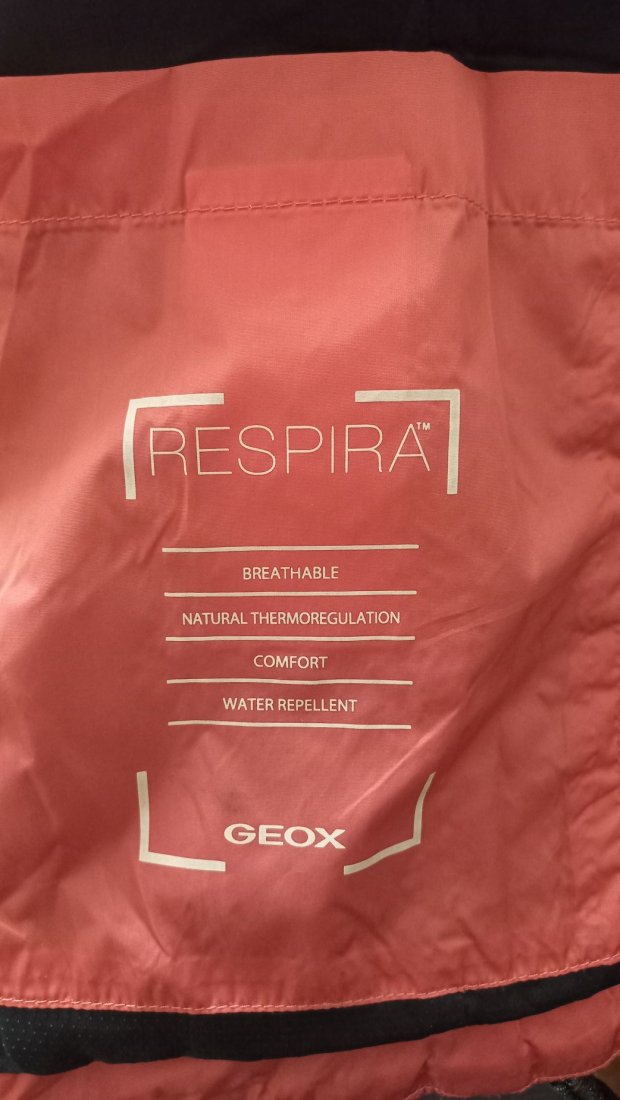 RESPIRA™
BREATHABLE
NATURAL THERMOREGULATION
COMFORT
WATER REPELLENT
GEOX